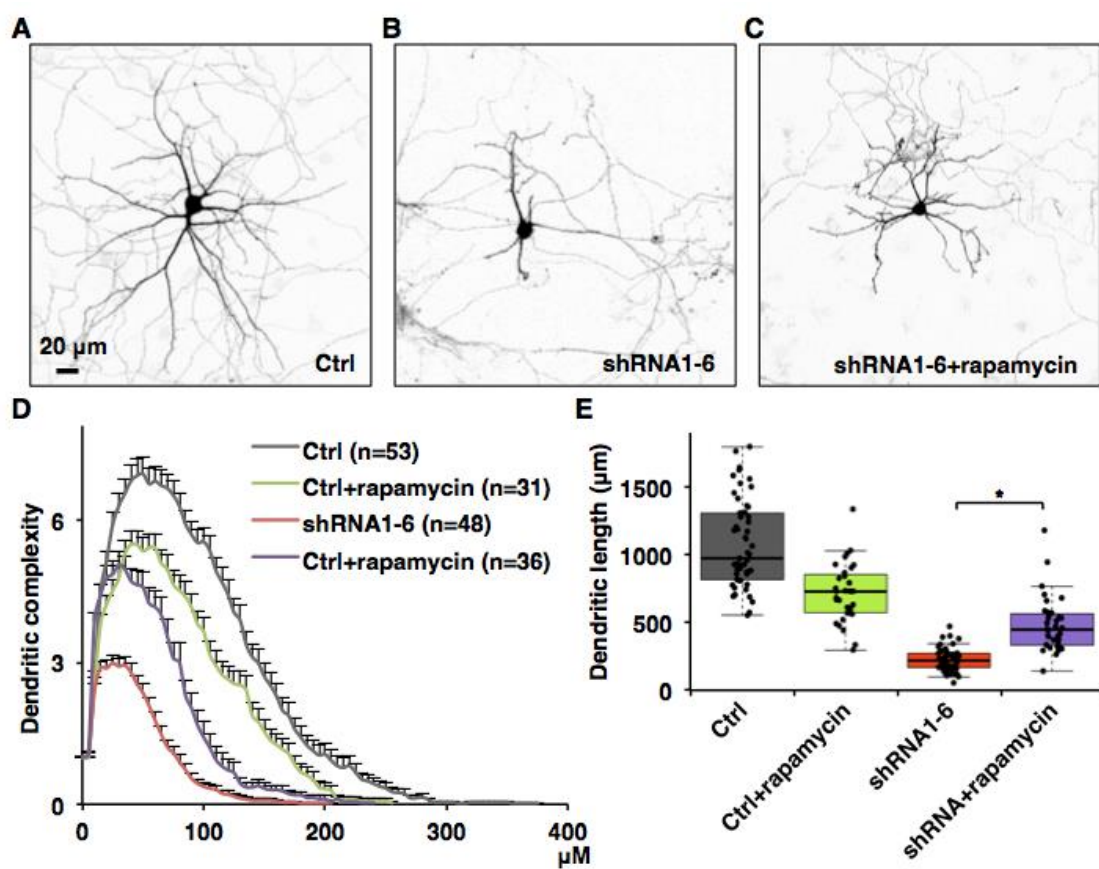 A
B
C
20 µm
Ctrl
shRNA1-6
shRNA1-6+rapamycin
D
Dendritic complexity
6
3
0
0
100
200
300
400
µM
Ctrl (n=53)
Ctrl+rapamycin (n=31)
shRNA1-6 (n=48)
Ctrl+rapamycin (n=36)
E
Dendritic length (µm)
1500
1000
500
0
*
Ctrl
Ctrl+rapamycin
shRNA1-6
shRNA+rapamycin